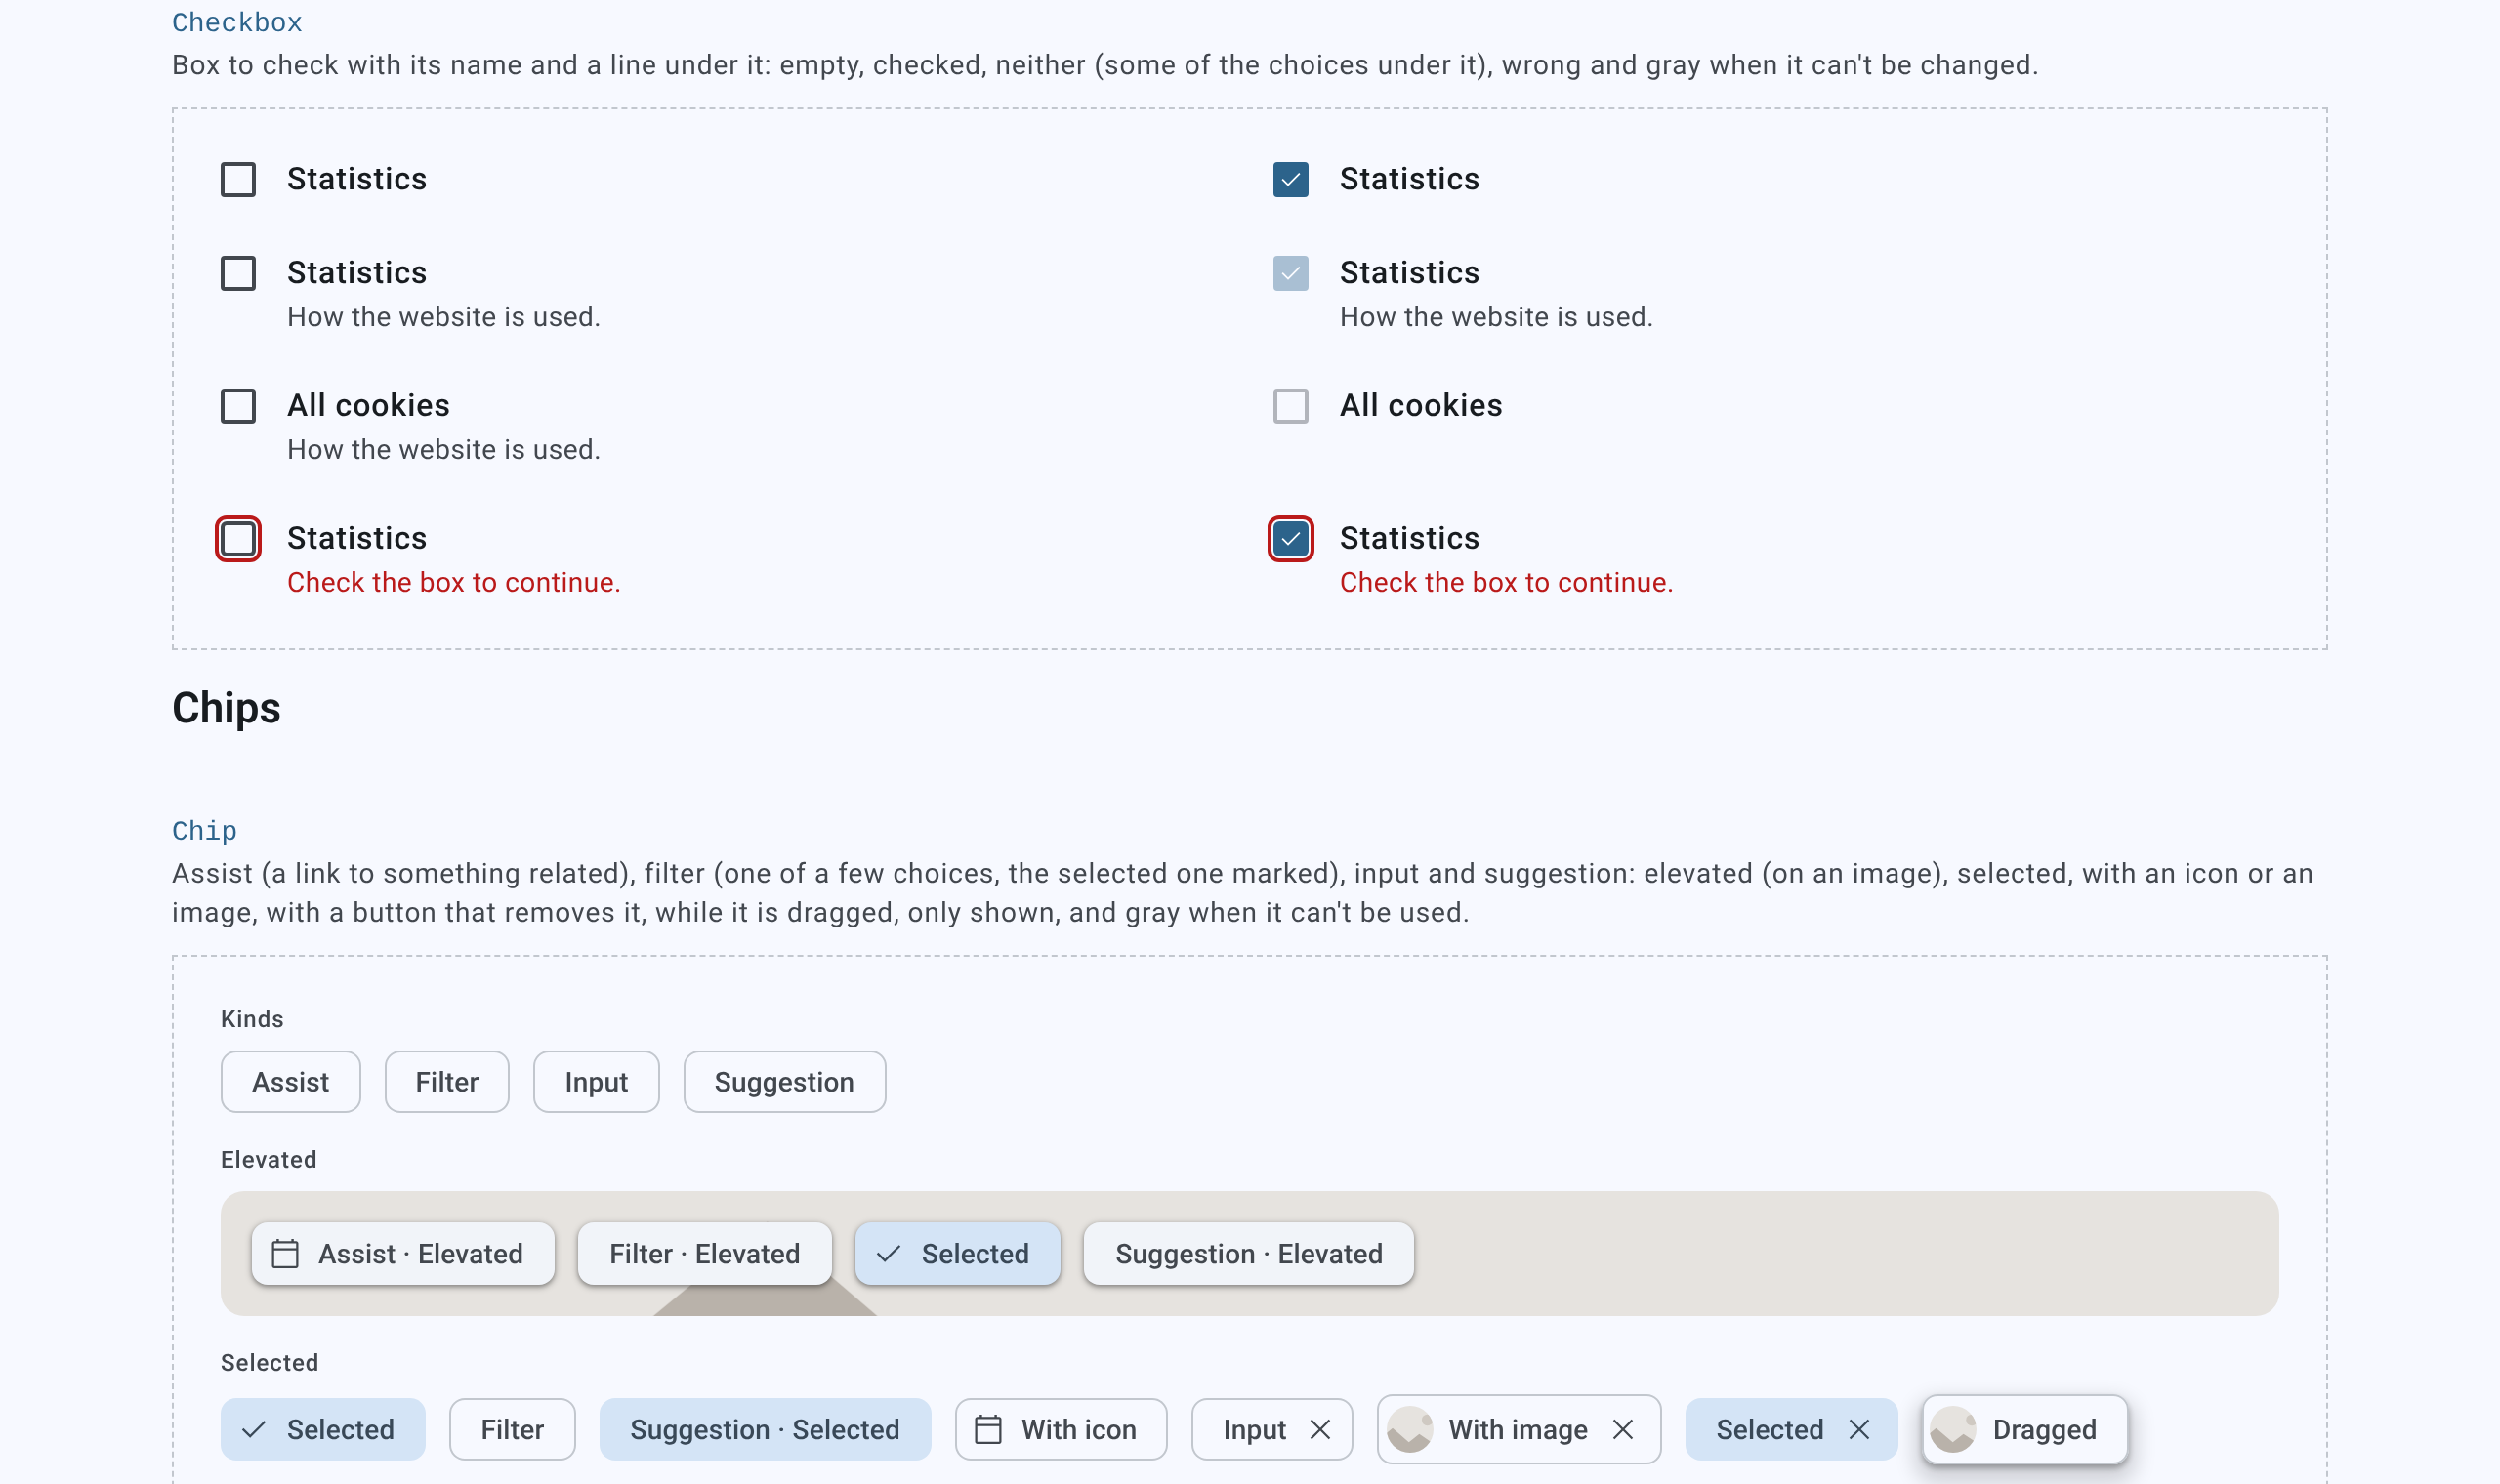 Checkbox
Box to check with its name and a line under it: empty, checked, neither (some of the choices under it), wrong and gray when it can't be changed.
Statistics
Statistics
Statistics
How the website is used.
Statistics
How the website is used.
All cookies
How the website is used.
All cookies
Statistics
Check the box to continue.
Statistics
Check the box to continue.
Chips
Chip
Assist (a link to something related), filter (one of a few choices, the selected one marked), input and suggestion: elevated (on an image), selected, with an icon or an
image, with a button that removes it, while it is dragged, only shown, and gray when it can't be used.
Kinds
Assist
Filter
Input
Suggestion
Elevated
Assist · Elevated
Filter · Elevated
Selected
Suggestion · Elevated
Selected
Selected
Filter
Suggestion · Selected
With icon
Input
With image
Selected
Dragged